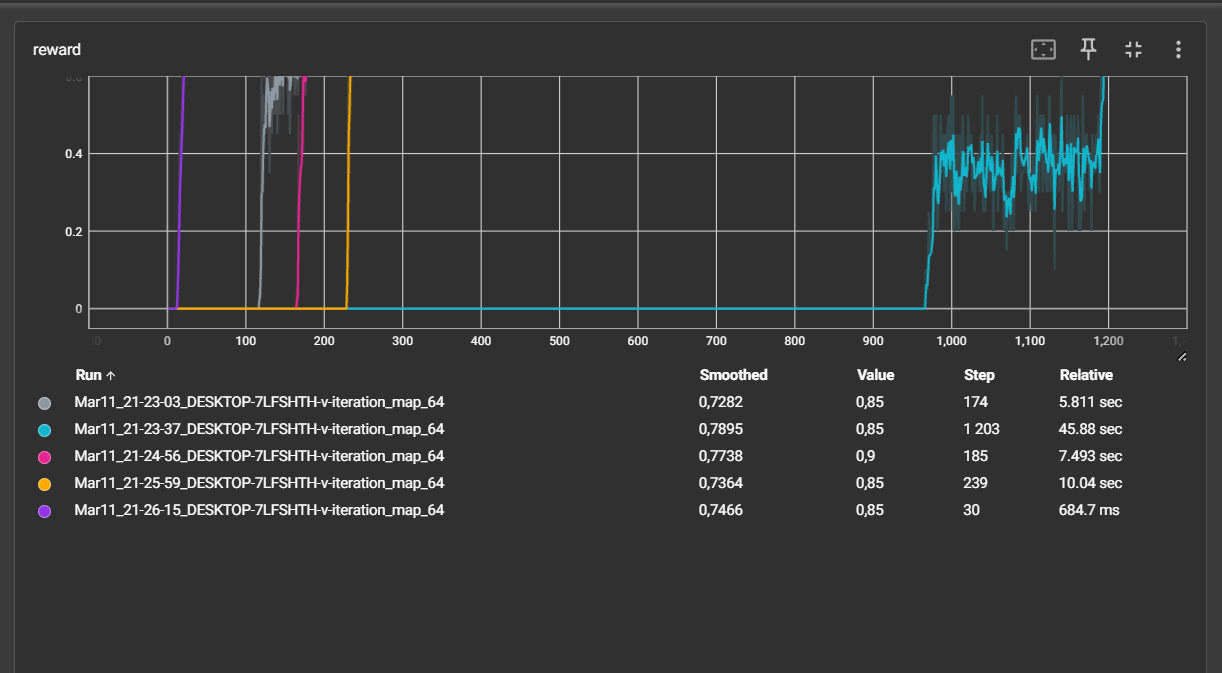 reward
0.4
0.2
0
0 100 200 300 400 500 600 700 800 900 1,000 1,100 1,200
Run ↑ Smoothed Value Step Relative
Mar11_21-23-03_DESKTOP-7LFSHTH-v-iteration_map_64 0,7282 0,85 174 5.811 sec
Mar11_21-23-37_DESKTOP-7LFSHTH-v-iteration_map_64 0,7895 0,85 1 203 45.88 sec
Mar11_21-24-56_DESKTOP-7LFSHTH-v-iteration_map_64 0,7738 0,9 185 7.493 sec
Mar11_21-25-59_DESKTOP-7LFSHTH-v-iteration_map_64 0,7364 0,85 239 10.04 sec
Mar11_21-26-15_DESKTOP-7LFSHTH-v-iteration_map_64 0,7466 0,85 30 684.7 ms